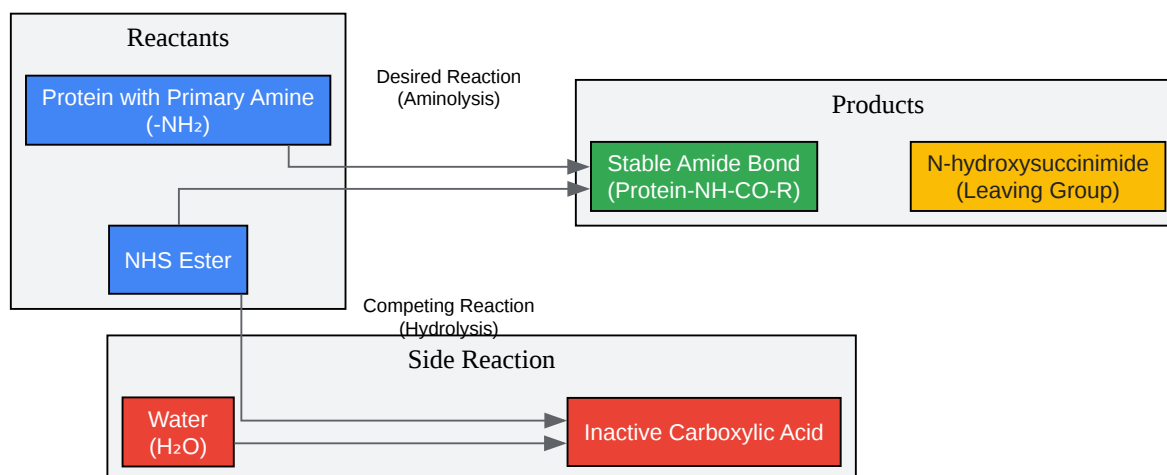 Reactants
Protein with Primary Amine
(-NH₂)
NHS Ester
Desired Reaction
(Aminolysis)
Products
Stable Amide Bond
(Protein-NH-CO-R)
N-hydroxysuccinimide
(Leaving Group)
Competing Reaction
(Hydrolysis)
Side Reaction
Water
(H₂O)
Inactive Carboxylic Acid